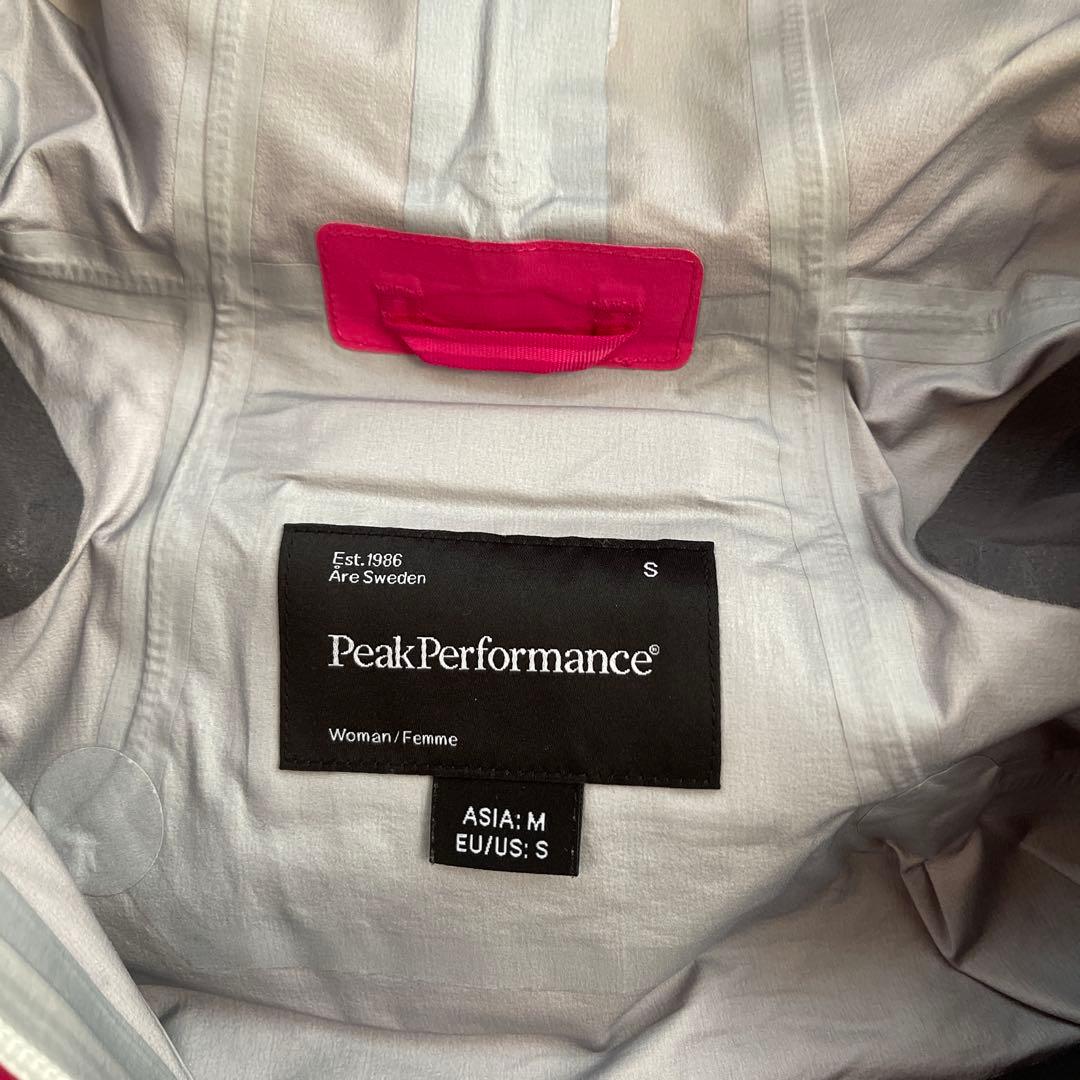 Est.1986
Åre Sweden
S
PeakPerformance®
Woman/Femme
ASIA: M
EU/US: S